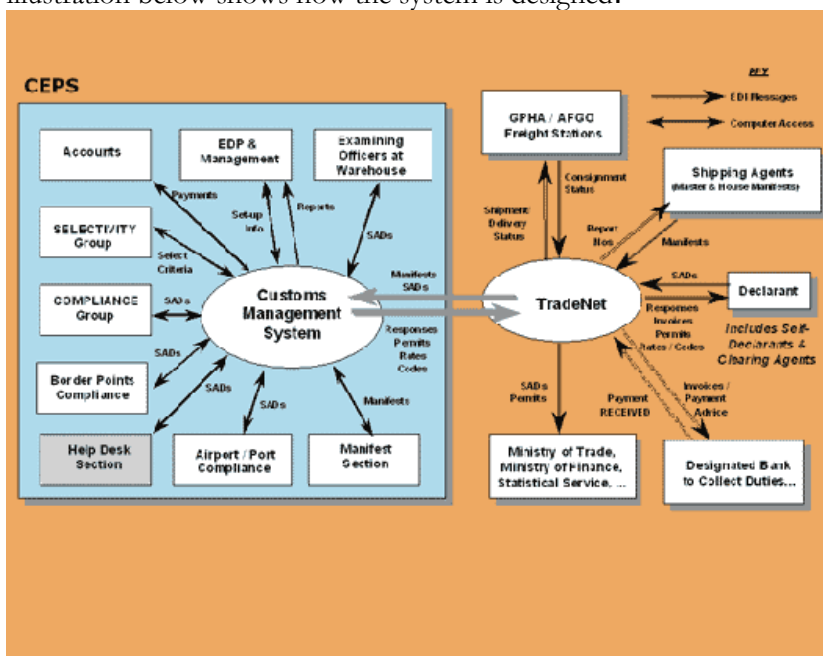 illustration below shows how the system is designed.
CEPS
KEY
EDI Messages
Computer Access
Accounts
EDP &
Management
Examining
Officers at
Warehouse
GPHA / AFGO
Freight Stations
Shipping Agents
(Master & House Manifests)
Payments
Set-up
Info
Reports
SADs
Consignment
Status
Shipment
Delivery
Status
Report
Nos
Manifests
SELECTIVITY
Group
Select
Criteria
COMPLIANCE
Group
SADs
Customs
Management
System
Manifests
SADs
Responses
Permits
Rates
Codes
TradeNet
SADs
Responses
Invoices
Permits
Rates / Codes
Declarant
Includes Self-
Declarants &
Clearing Agents
Border Points
Compliance
SADs
SADs
SADs
Manifests
SADs
Permits
Payment
RECEIVED
Invoices /
Payment
Advice
Help Desk
Section
Airport / Port
Compliance
Manifest
Section
Ministry of Trade,
Ministry of Finance,
Statistical Service, ...
Designated Bank
to Collect Duties...